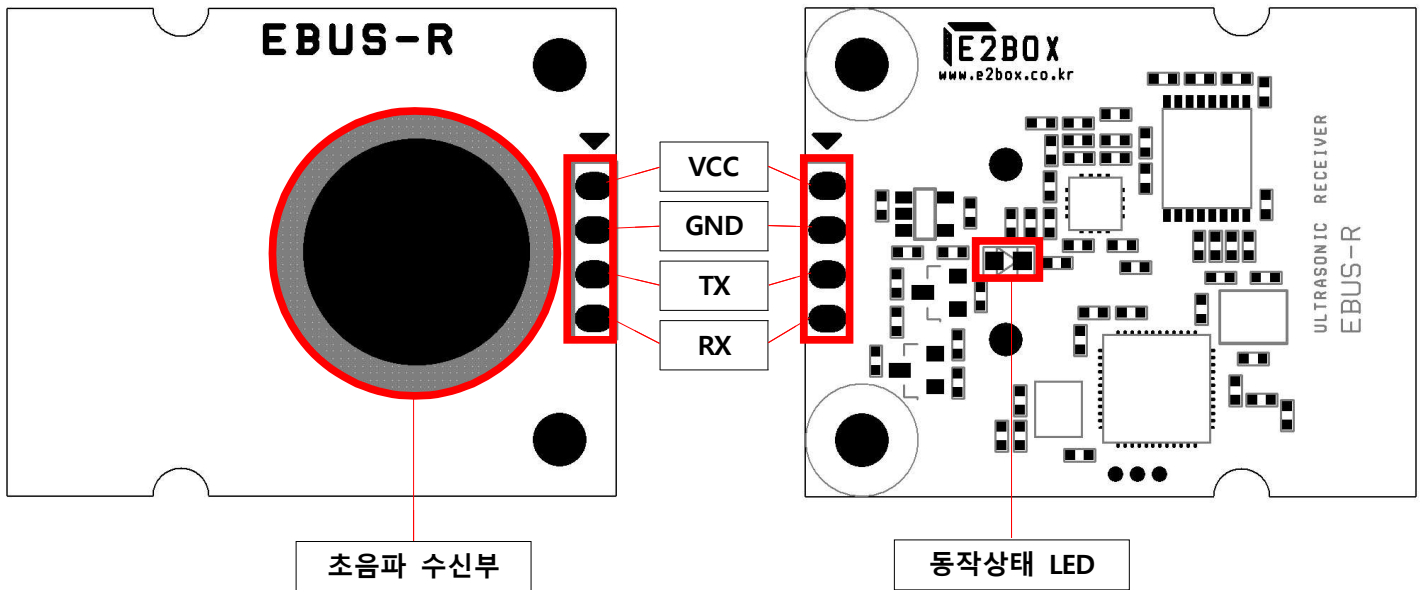 EBUS-R
E2BOX
www.e2box.co.kr
VCC
GND
TX
RX
ULTRASONIC RECEIVER
EBUS-R
초음파 수신부
동작상태 LED